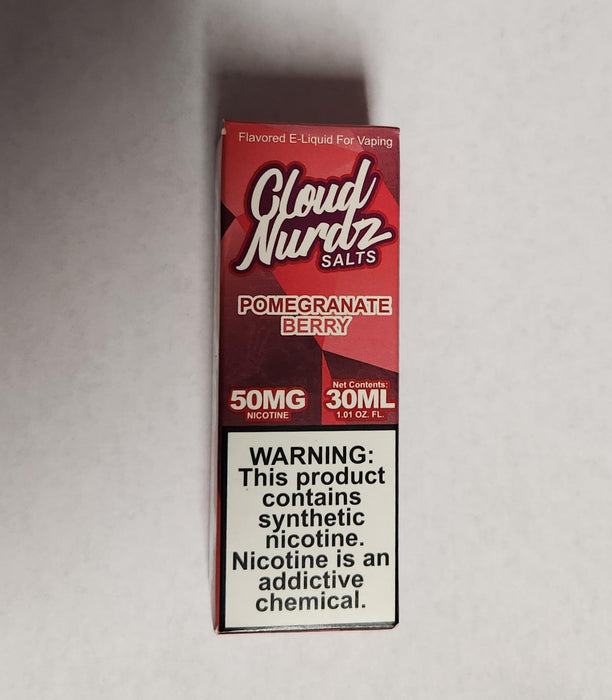 Flavored E-Liquid For Vaping
Cloud
Nurdz
SALTS
POMEGRANATE
BERRY
50MG
NICOTINE
Net Contents:
30ML
1.01 OZ. FL.
WARNING:
This product
contains
synthetic
nicotine.
Nicotine is an
addictive
chemical.